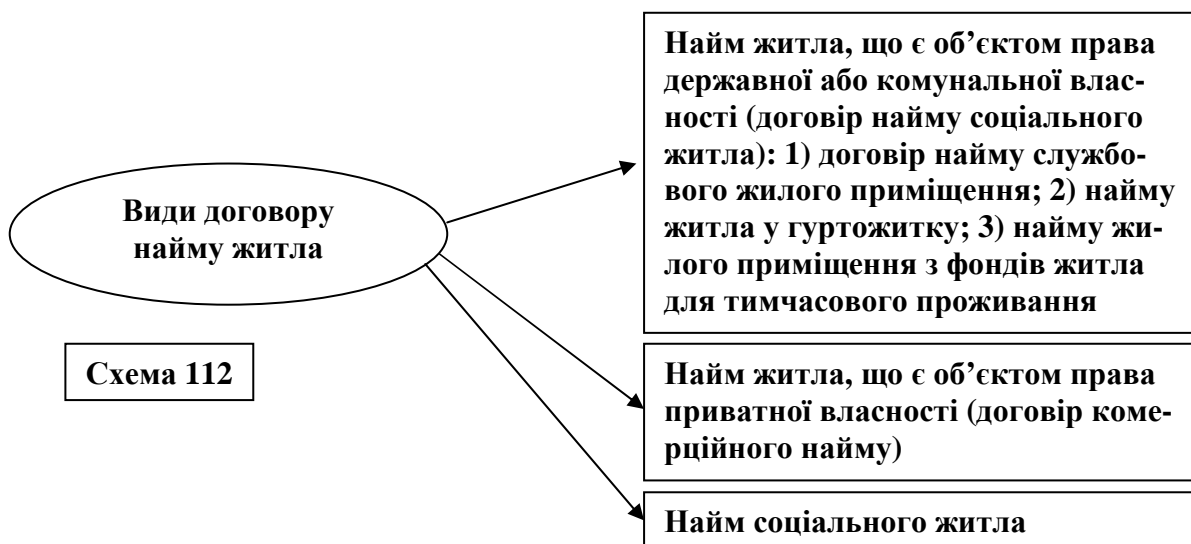 Види договору
найму житла
Схема 112
Найм житла, що є об’єктом права
державної або комунальної влас-
ності (договір найму соціального
житла): 1) договір найму службо-
вого жилого приміщення; 2) найму
житла у гуртожитку; 3) найму жи-
лого приміщення з фондів житла
для тимчасового проживання
Найм житла, що є об’єктом права
приватної власності (договір коме-
рційного найму)
Найм соціального житла